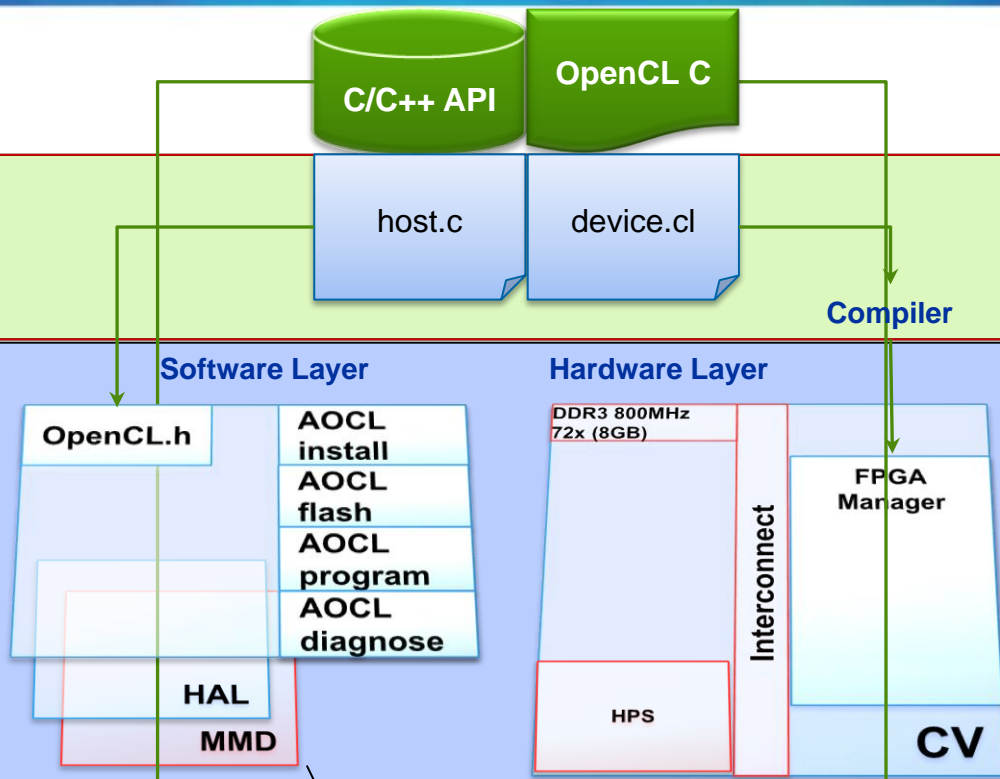 C/C++ API
OpenCL C
host.c
device.cl
Compiler
Software Layer
Hardware Layer
OpenCL.h
AOCL
install
AOCL
flash
AOCL
program
AOCL
diagnose
HAL
MMD
DDR3 800MHz
72x (8GB)
Interconnect
FPGA
Manager
HPS
CV